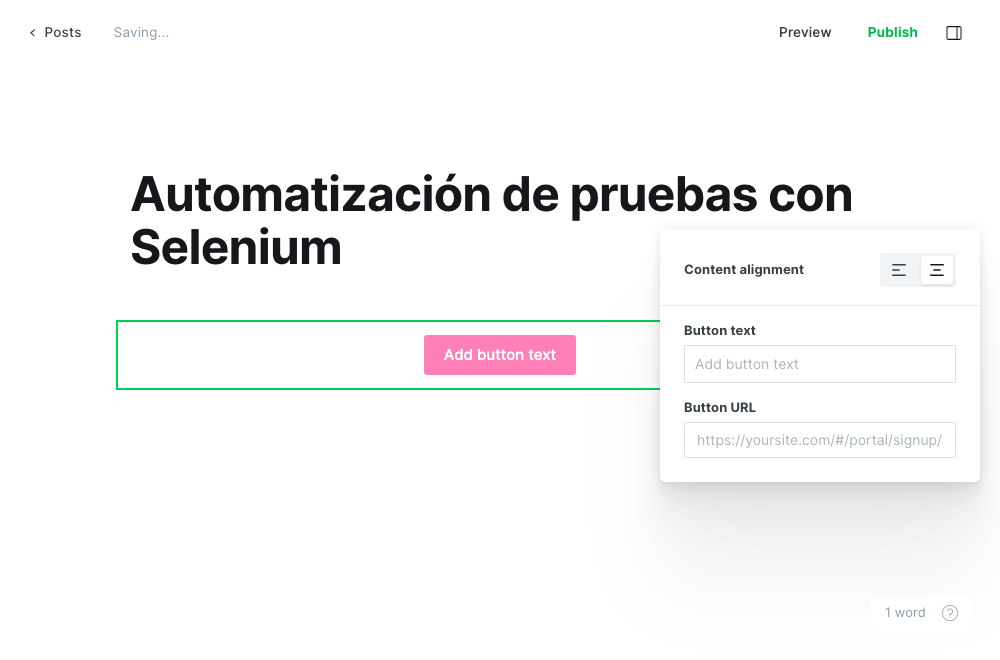 Posts
Saving...
Preview
Publish
Automatización de pruebas con
Selenium
Content alignment
Button text
Add button text
Add button text
Button URL
https://yoursite.com/#/portal/signup/
1 word
?